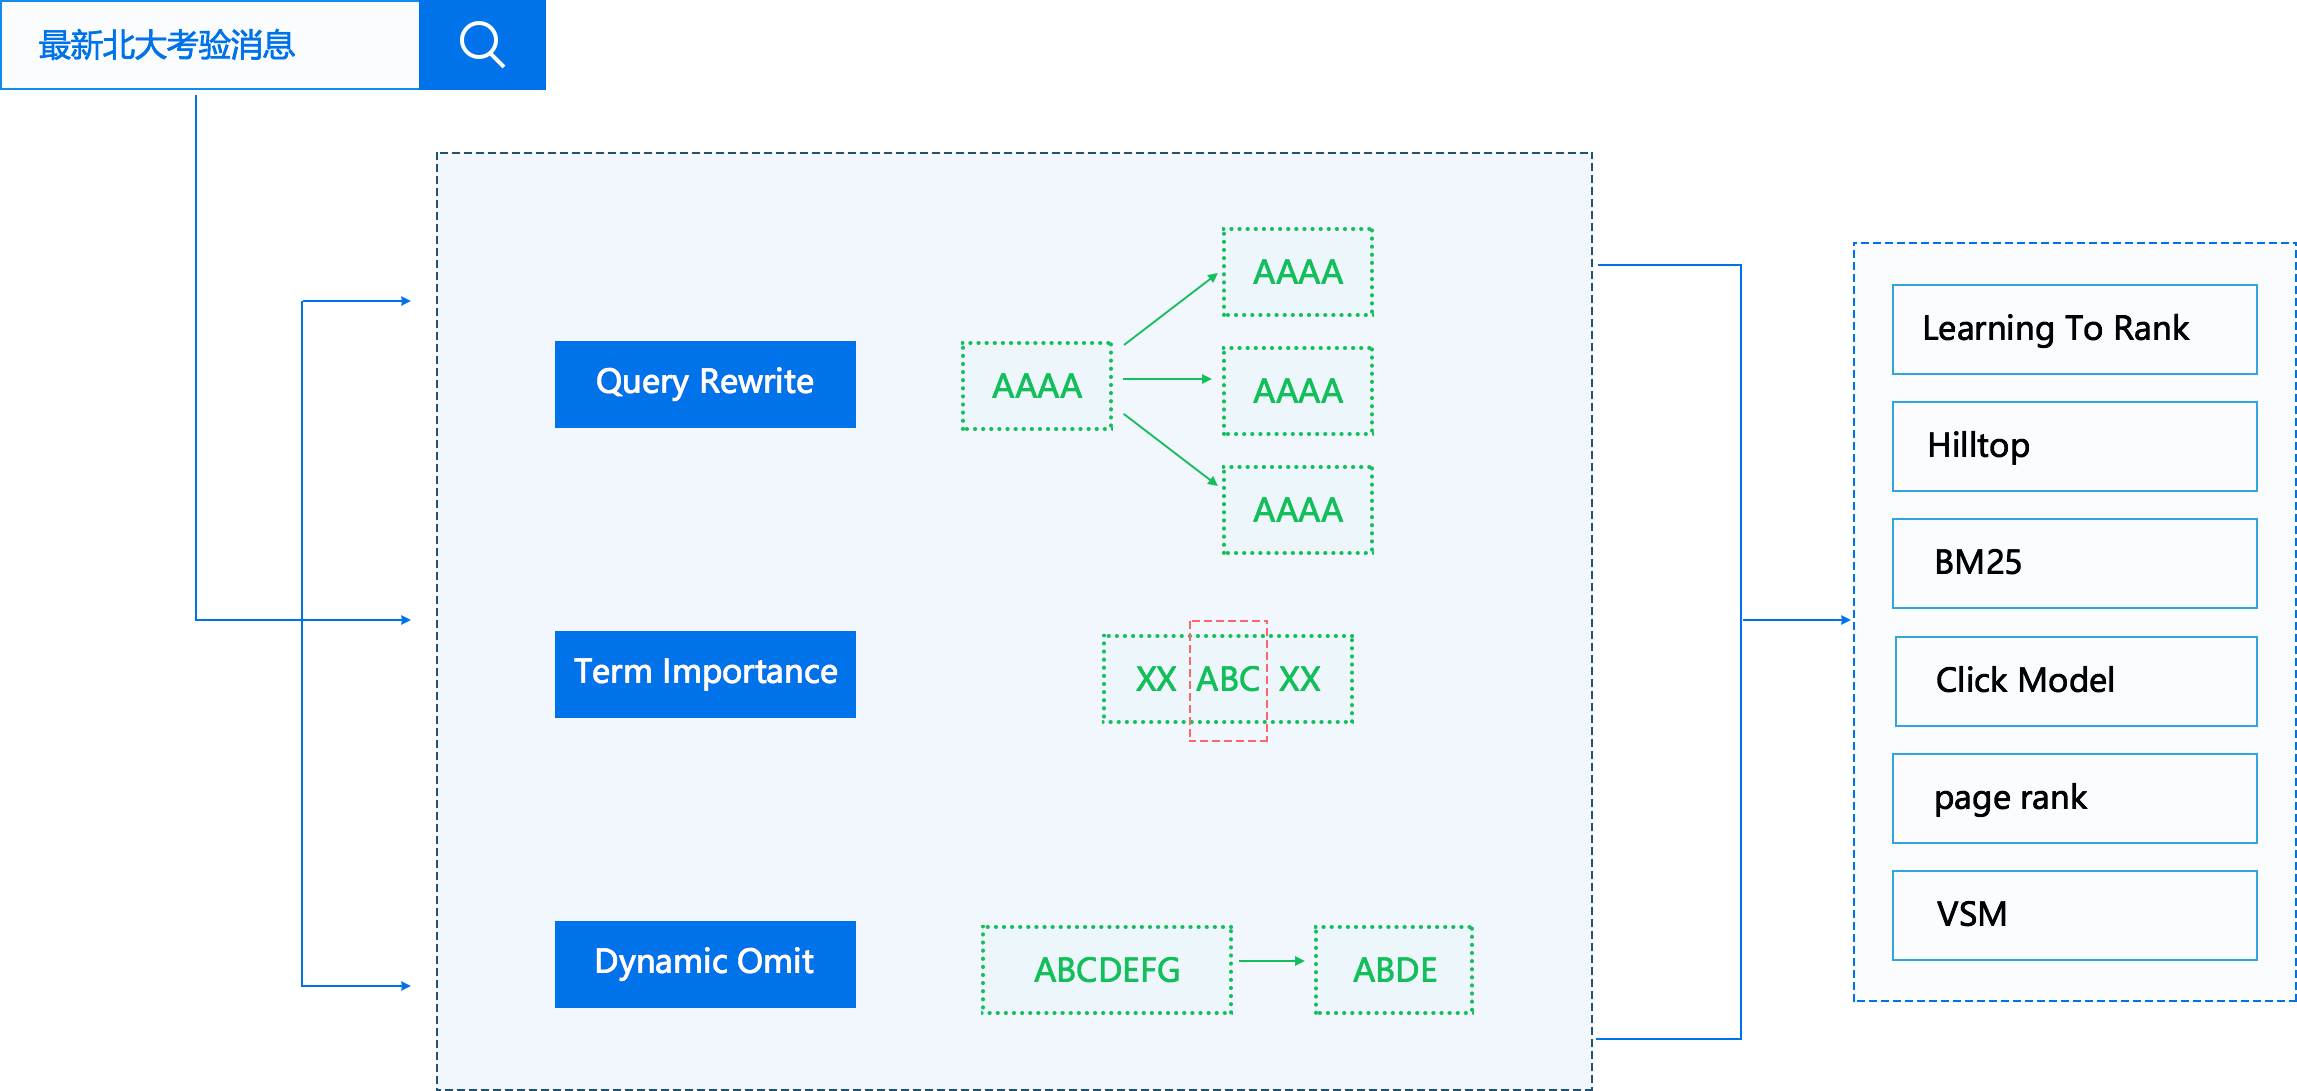 最新北大考验消息
Query Rewrite
AAAA
AAAA
AAAA
AAAA
Term Importance
XX ABC XX
Dynamic Omit
ABCDEFG
ABDE
Learning To Rank
Hilltop
BM25
Click Model
page rank
VSM